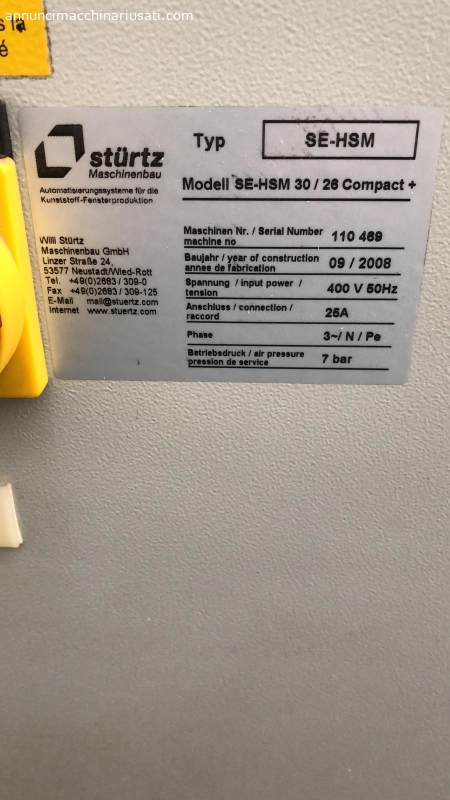 annuncimacchinariusati.com
la
é
stürtz
Maschinenbau
Automatisierungssysteme für die
Kunststoff-Fensterproduktion
Willi Stürtz
Maschinenbau GmbH
Linzer Straße 24,
53577 Neustadt/Wied-Rott
Tel. +49(0)2683 / 309-0
Fax +49(0)2683 / 309-125
E-Mail mail@stuertz.com
Internet www.stuertz.com
Typ SE-HSM
Modell SE-HSM 30 / 26 Compact +
Maschinen Nr. / Serial Number
machine no 110 469
Baujahr / year of construction
annee de fabrication 09 / 2008
Spannung / input power /
tension 400 V 50Hz
Anschluss / connection /
raccord 25A
Phase 3~/ N / Pe
Betriebsdruck / air pressure
pression de service 7 bar